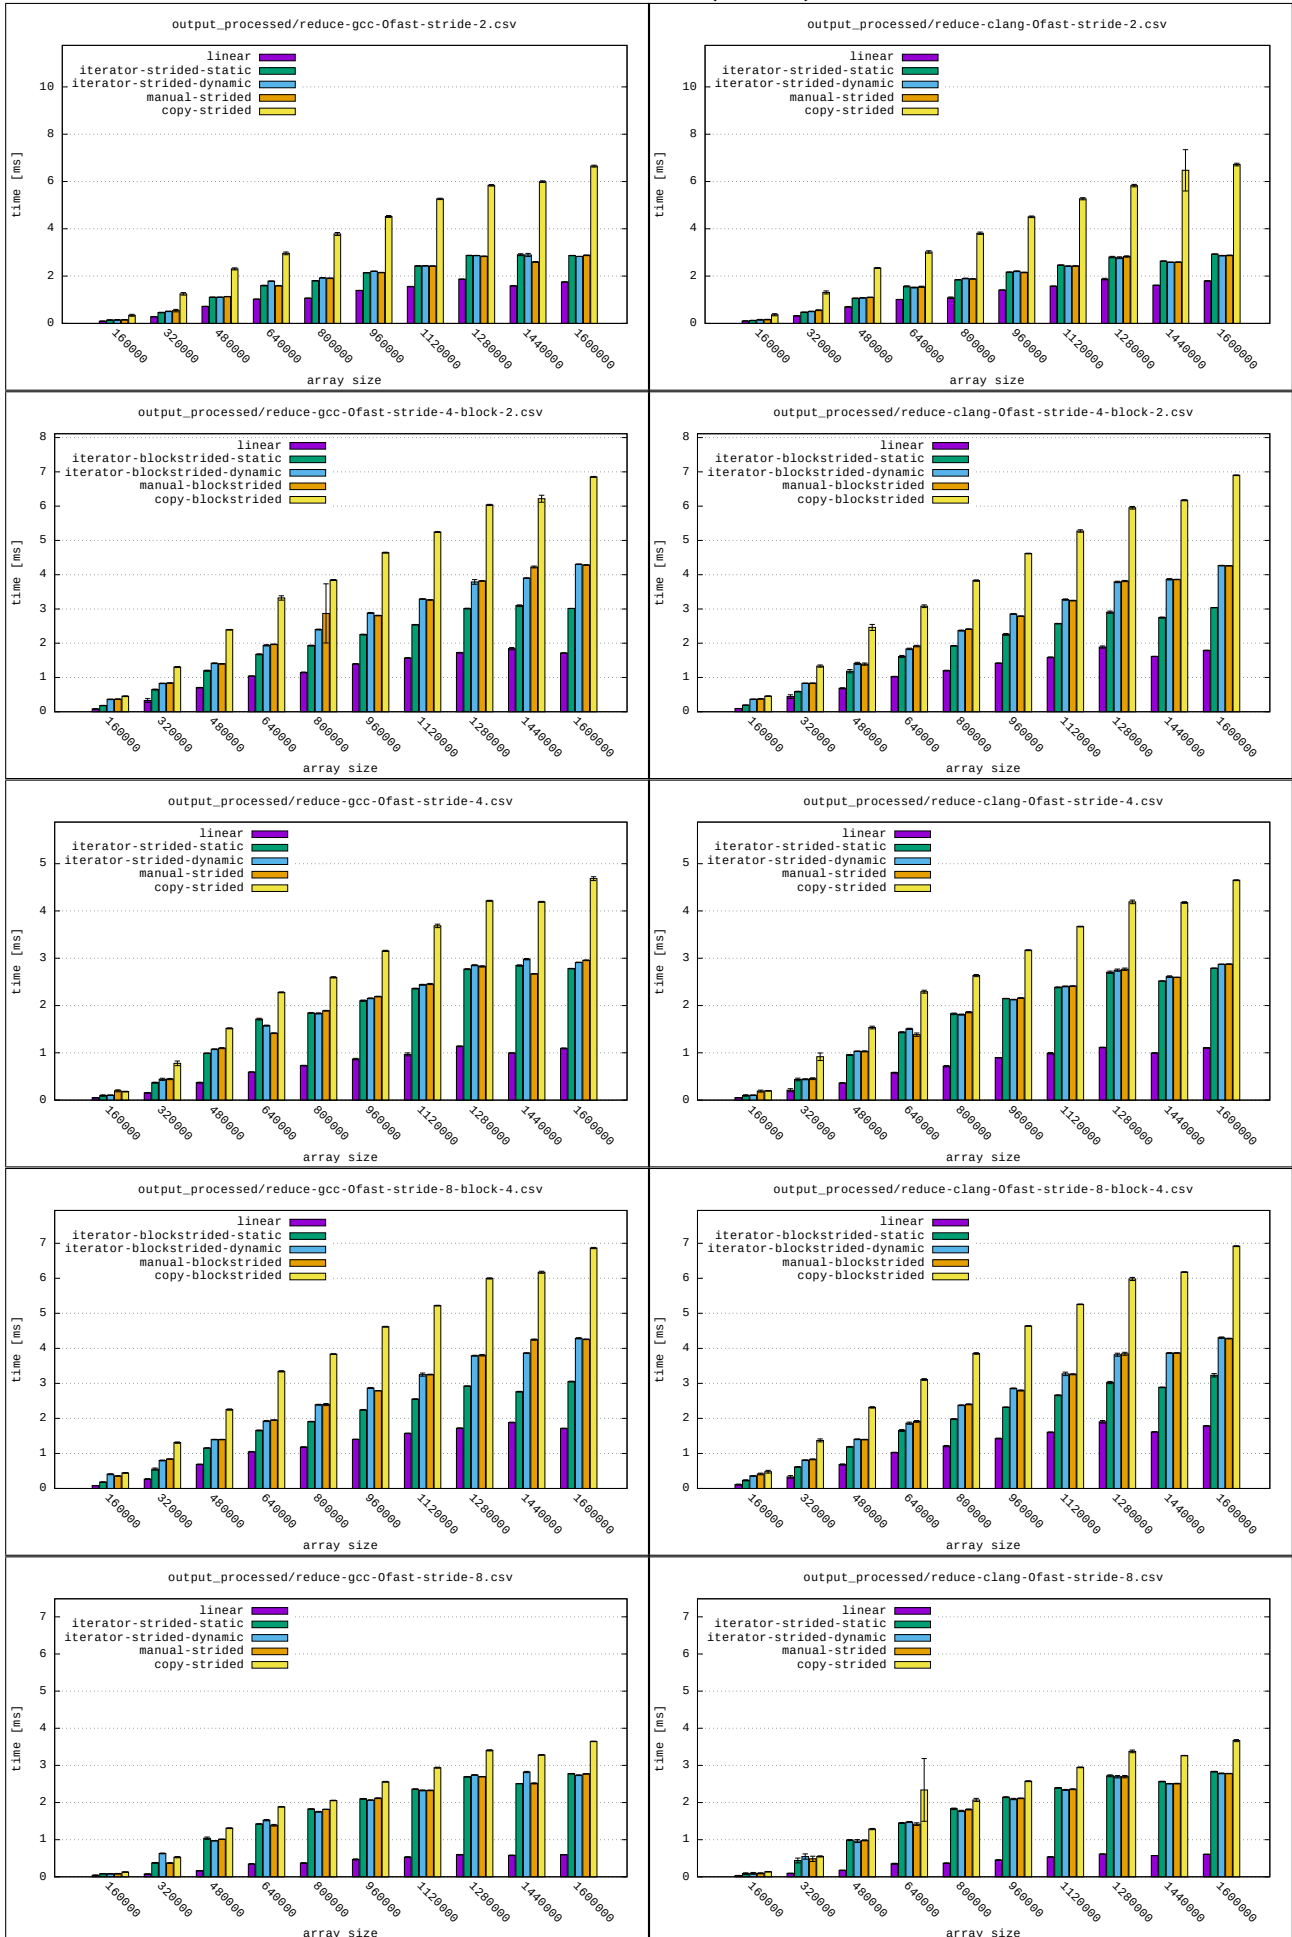 output_processed/reduce-gcc-Ofast-stride-2.csv
linear
iterator-strided-static
iterator-strided-dynamic
manual-strided
copy-strided
time [ms]
10
8
6
4
2
0
160000
320000
480000
640000
800000
960000
1120000
1280000
1440000
1600000
array size
output_processed/reduce-clang-Ofast-stride-2.csv
linear
iterator-strided-static
iterator-strided-dynamic
manual-strided
copy-strided
time [ms]
10
8
6
4
2
0
160000
320000
480000
640000
800000
960000
1120000
1280000
1440000
1600000
array size
output_processed/reduce-gcc-Ofast-stride-4-block-2.csv
linear
iterator-blockstrided-static
iterator-blockstrided-dynamic
manual-blockstrided
copy-blockstrided
time [ms]
8
7
6
5
4
3
2
1
0
160000
320000
480000
640000
800000
960000
1120000
1280000
1440000
1600000
array size
output_processed/reduce-clang-Ofast-stride-4-block-2.csv
linear
iterator-blockstrided-static
iterator-blockstrided-dynamic
manual-blockstrided
copy-blockstrided
time [ms]
8
7
6
5
4
3
2
1
0
160000
320000
480000
640000
800000
960000
1120000
1280000
1440000
1600000
array size
output_processed/reduce-gcc-Ofast-stride-4.csv
linear
iterator-strided-static
iterator-strided-dynamic
manual-strided
copy-strided
time [ms]
5
4
3
2
1
0
160000
320000
480000
640000
800000
960000
1120000
1280000
1440000
1600000
array size
output_processed/reduce-clang-Ofast-stride-4.csv
linear
iterator-strided-static
iterator-strided-dynamic
manual-strided
copy-strided
time [ms]
5
4
3
2
1
0
160000
320000
480000
640000
800000
960000
1120000
1280000
1440000
1600000
array size
output_processed/reduce-gcc-Ofast-stride-8-block-4.csv
linear
iterator-blockstrided-static
iterator-blockstrided-dynamic
manual-blockstrided
copy-blockstrided
time [ms]
7
6
5
4
3
2
1
0
160000
320000
480000
640000
800000
960000
1120000
1280000
1440000
1600000
array size
output_processed/reduce-clang-Ofast-stride-8-block-4.csv
linear
iterator-blockstrided-static
iterator-blockstrided-dynamic
manual-blockstrided
copy-blockstrided
time [ms]
7
6
5
4
3
2
1
0
160000
320000
480000
640000
800000
960000
1120000
1280000
1440000
1600000
array size
output_processed/reduce-gcc-Ofast-stride-8.csv
linear
iterator-strided-static
iterator-strided-dynamic
manual-strided
copy-strided
time [ms]
7
6
5
4
3
2
1
0
160000
320000
480000
640000
800000
960000
1120000
1280000
1440000
1600000
array size
output_processed/reduce-clang-Ofast-stride-8.csv
linear
iterator-strided-static
iterator-strided-dynamic
manual-strided
copy-strided
time [ms]
7
6
5
4
3
2
1
0
160000
320000
480000
640000
800000
960000
1120000
1280000
1440000
1600000
array size